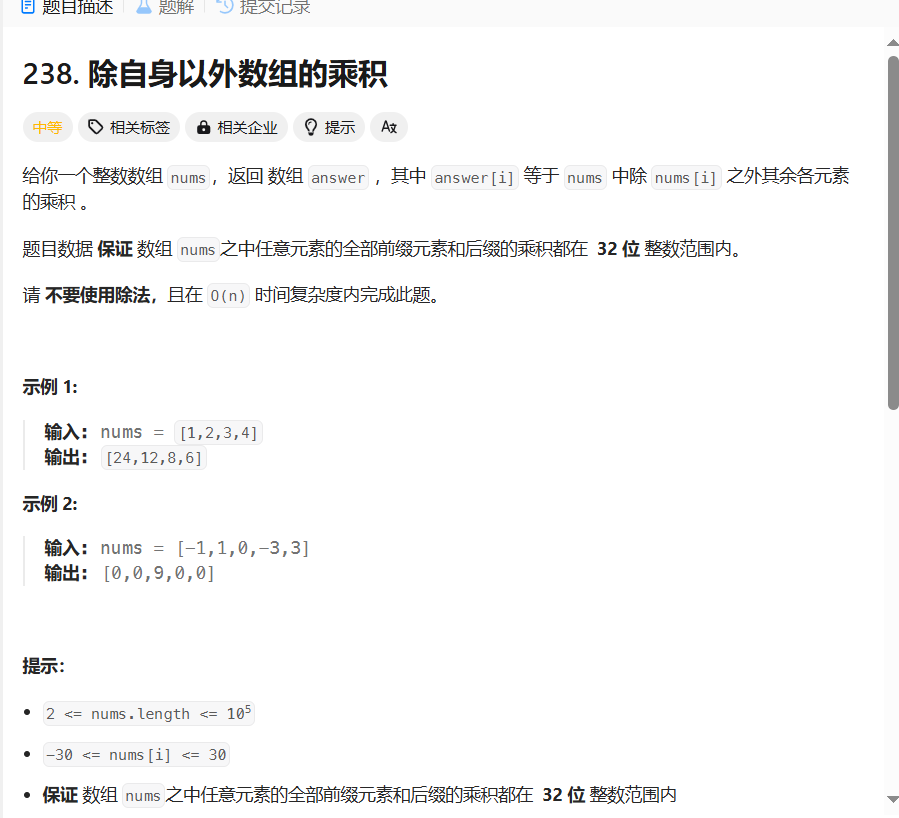 题目描述 题解 提交记录
238. 除自身以外数组的乘积
中等 相关标签 相关企业 提示 A文
给你一个整数数组 nums，返回 数组 answer ，其中 answer[i] 等于 nums 中除 nums[i] 之外其余各元素
的乘积 。
题目数据 保证 数组 nums之中任意元素的全部前缀元素和后缀的乘积都在 32 位 整数范围内。
请 不要使用除法，且在 O(n) 时间复杂度内完成此题。
示例 1:
输入: nums = [1,2,3,4]
输出: [24,12,8,6]
示例 2:
输入: nums = [-1,1,0,-3,3]
输出: [0,0,9,0,0]
提示：
• 2 <= nums.length <= 10⁵
• -30 <= nums[i] <= 30
• 保证 数组 nums之中任意元素的全部前缀元素和后缀的乘积都在 32 位 整数范围内